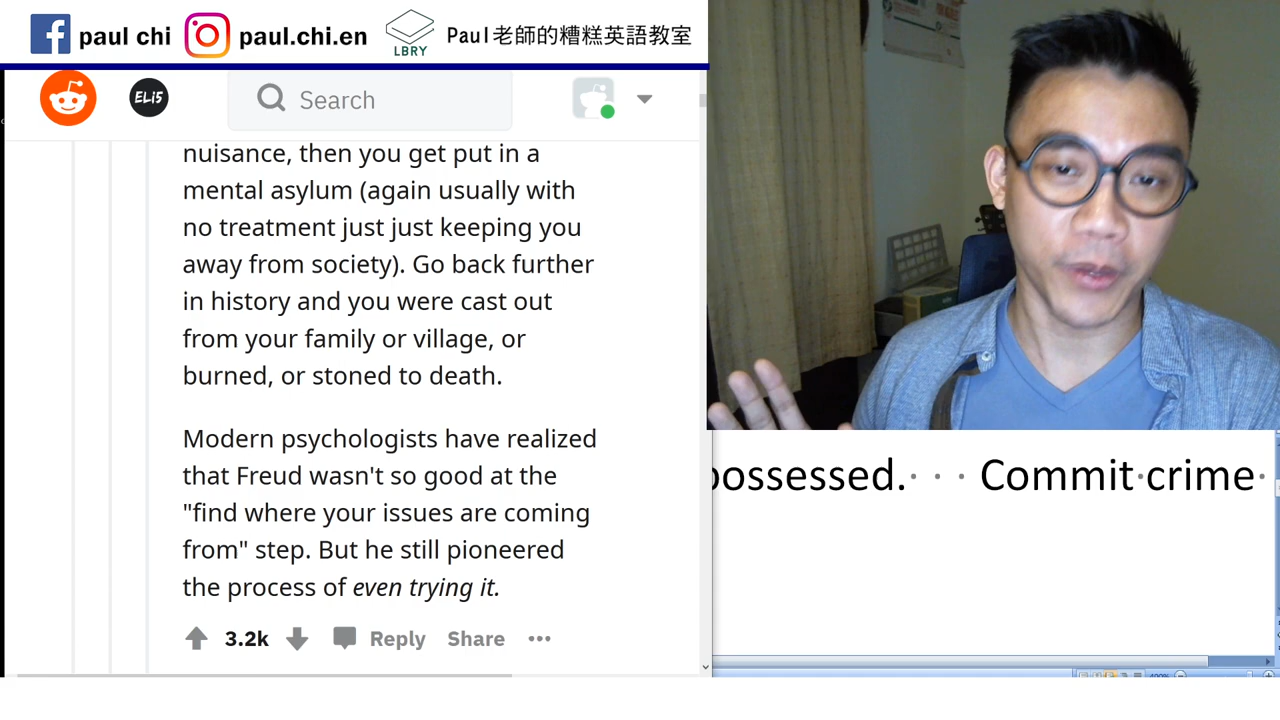 paul chi paul.chi.en LBRY Paul老師的糟糕英語教室
ELI5 Search
nuisance, then you get put in a
mental asylum (again usually with
no treatment just just keeping you
away from society). Go back further
in history and you were cast out
from your family or village, or
burned, or stoned to death.
Modern psychologists have realized
that Freud wasn't so good at the
"find where your issues are coming
from" step. But he still pioneered
the process of even trying it.
3.2k Reply Share
possessed. Commit crime
400%